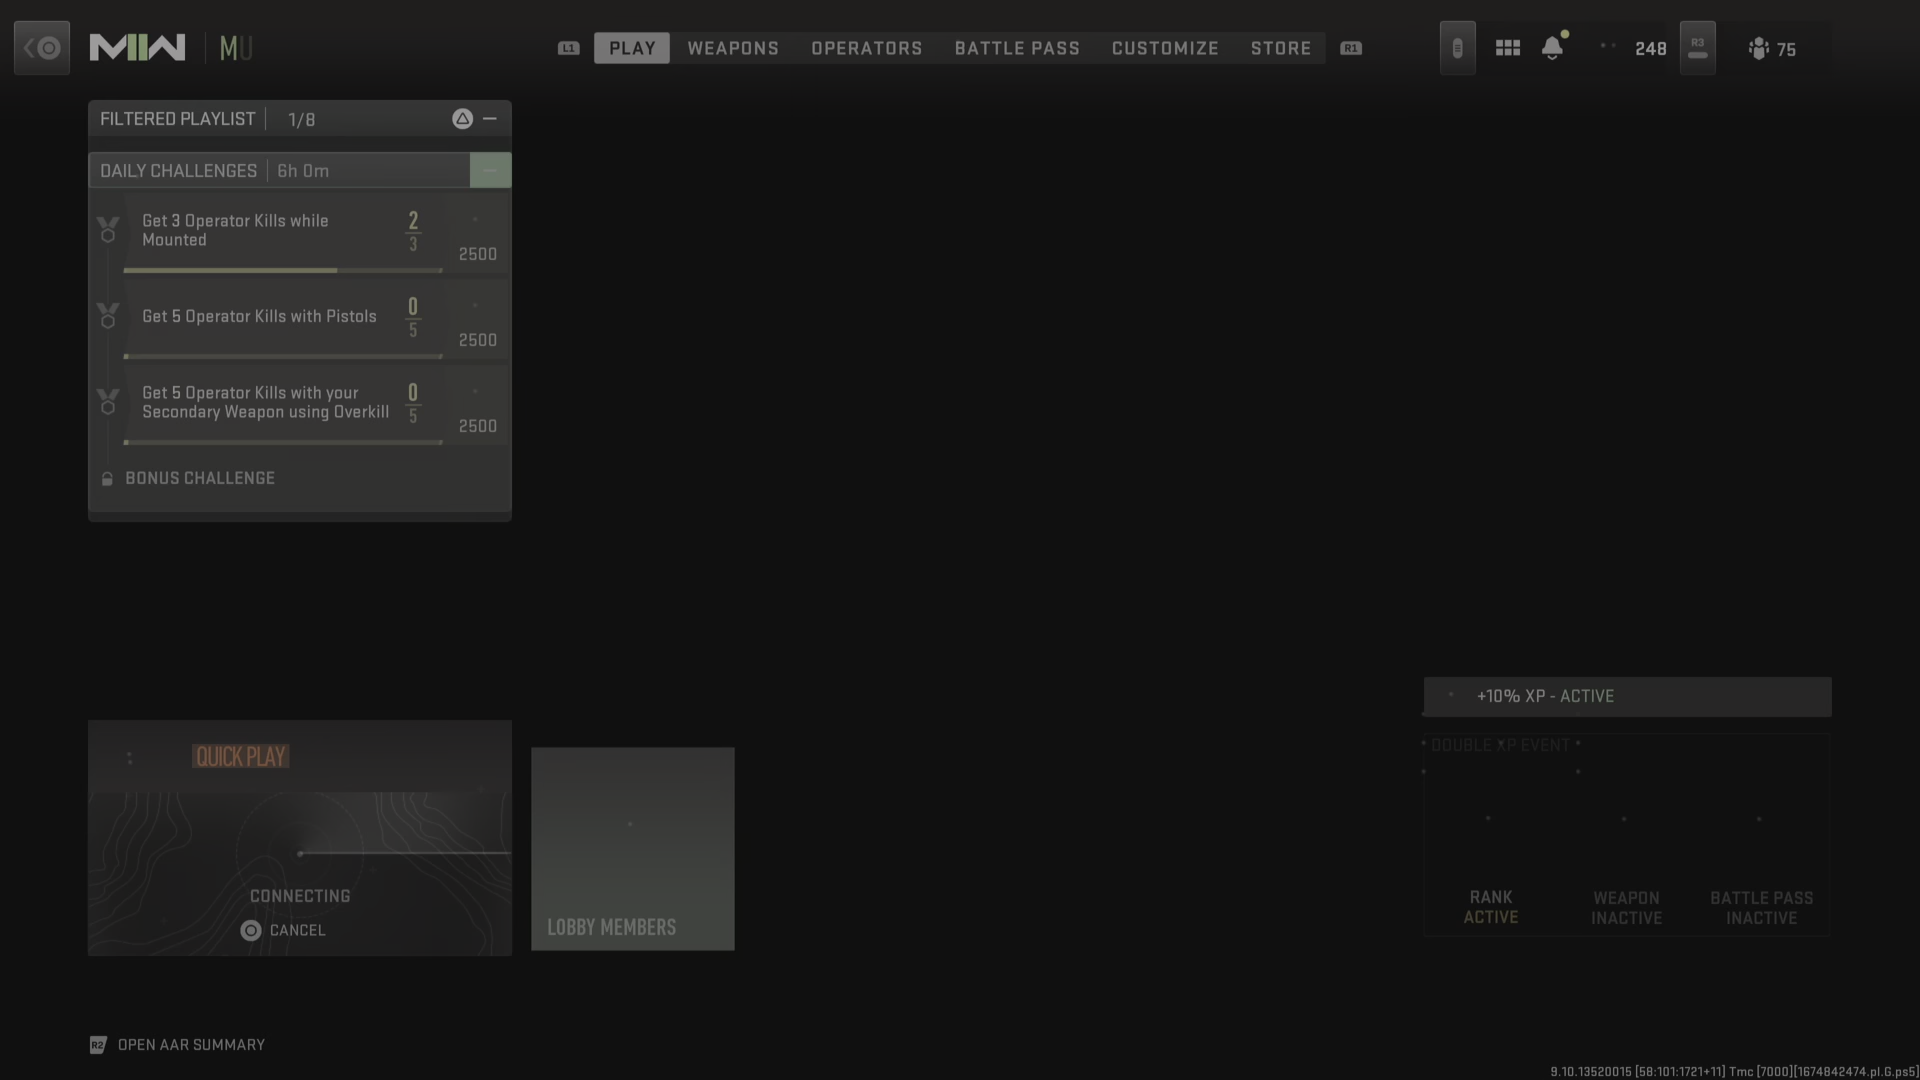 MWII MU
L1 PLAY WEAPONS OPERATORS BATTLE PASS CUSTOMIZE STORE R1
248 R3 75
FILTERED PLAYLIST 1/8
DAILY CHALLENGES 6h 0m
Get 3 Operator Kills while
Mounted
2
3
2500
Get 5 Operator Kills with Pistols
0
5
2500
Get 5 Operator Kills with your
Secondary Weapon using Overkill
0
5
2500
BONUS CHALLENGE
+10% XP - ACTIVE
DOUBLE XP EVENT
RANK
ACTIVE
WEAPON
INACTIVE
BATTLE PASS
INACTIVE
QUICK PLAY
CONNECTING
CANCEL
LOBBY MEMBERS
R2 OPEN AAR SUMMARY
9.10.13520015 [58:101:1721+11] Tmc [7000][1674842474.pl.G.ps5]